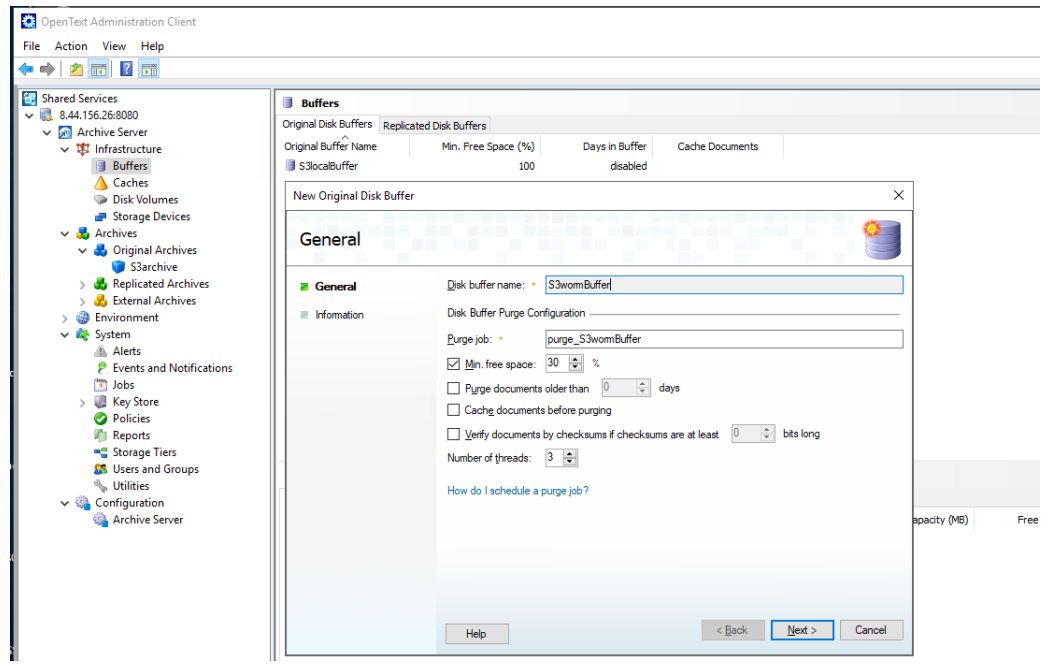 OpenText Administration Client
File Action View Help
Shared Services
8.44.156.26:8080
Archive Server
Infrastructure
Buffers
Caches
Disk Volumes
Storage Devices
Archives
Original Archives
S3archive
Replicated Archives
External Archives
Environment
System
Alerts
Events and Notifications
Jobs
Key Store
Policies
Reports
Storage Tiers
Users and Groups
Utilities
Configuration
Archive Server
Buffers
Original Disk Buffers Replicated Disk Buffers
Original Buffer Name Min. Free Space (%) Days in Buffer Cache Documents
S3localBuffer 100 disabled
New Original Disk Buffer
General
General
Information
Disk buffer name: * S3wormBuffer
Disk Buffer Purge Configuration
Purge job: * purge_S3wormBuffer
Min. free space: 30 %
Purge documents older than 0 days
Cache documents before purging
Verify documents by checksums if checksums are at least 0 bits long
Number of threads: 3
How do I schedule a purge job?
Help < Back Next > Cancel
apacity (MB) Free